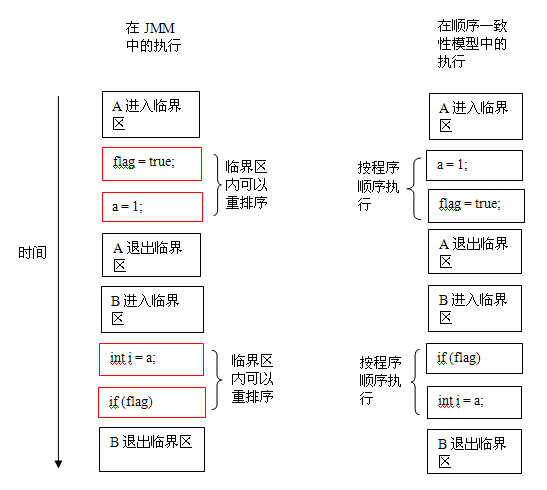 在 JMM
中的执行
在顺序一致
性模型中的
执行
时间
A 进入临界
区
flag = true;
a = 1;
临界区
内可以
重排序
A 退出临界
区
B 进入临界
区
int i = a;
if (flag)
临界区
内可以
重排序
B 退出临界区
A 进入临界
区
按程序
顺序执
行
a = 1;
flag = true;
A 退出临界
区
B 进入临界
区
按程序
顺序执
行
if (flag)
int i = a;
B 退出临界
区